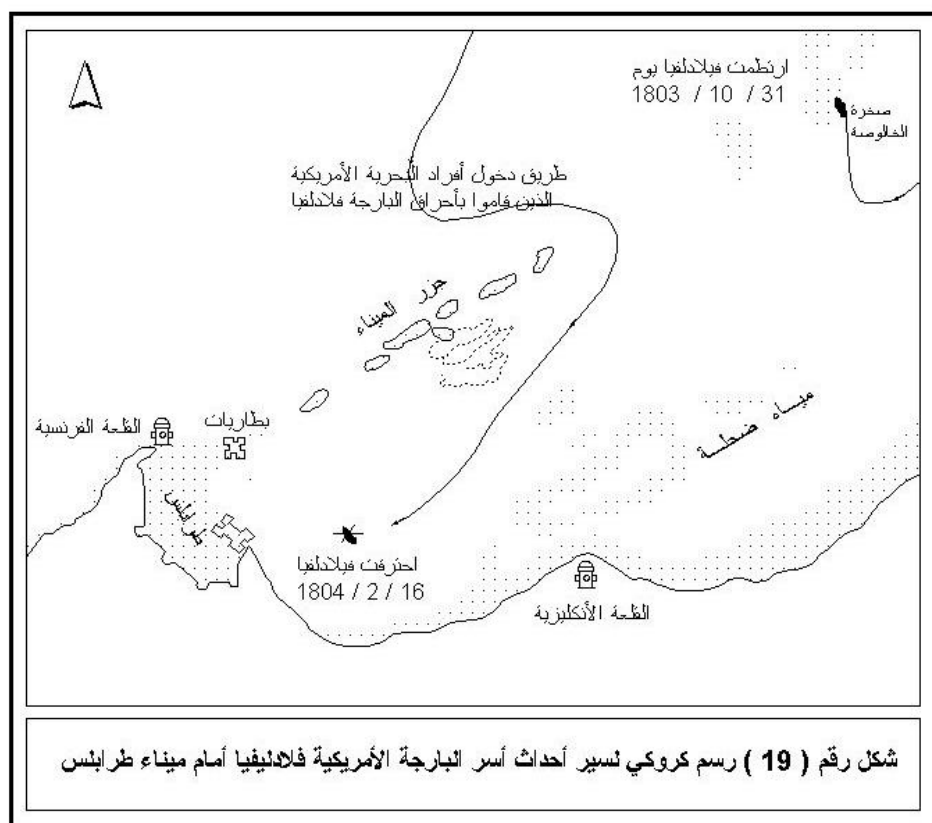 ارتطمت فيلادلفيا يوم
1803 / 10 / 31
صخرة
الخالوصة
طريق دخول أفراد البحرية الأمريكية
الذين قاموا بأحراق البارجة فلادلفيا
جزر الميناء
مياه ضحلة
القلعة الفرنسية
بطاريات
طرابلس
احترقت فيلادلفيا
1804 / 2 / 16
القلعة الأنكليزية
شكل رقم ( 19 ) رسم كروكي لسير أحداث أسر البارجة الأمريكية فلادليفيا أمام ميناء طرابلس